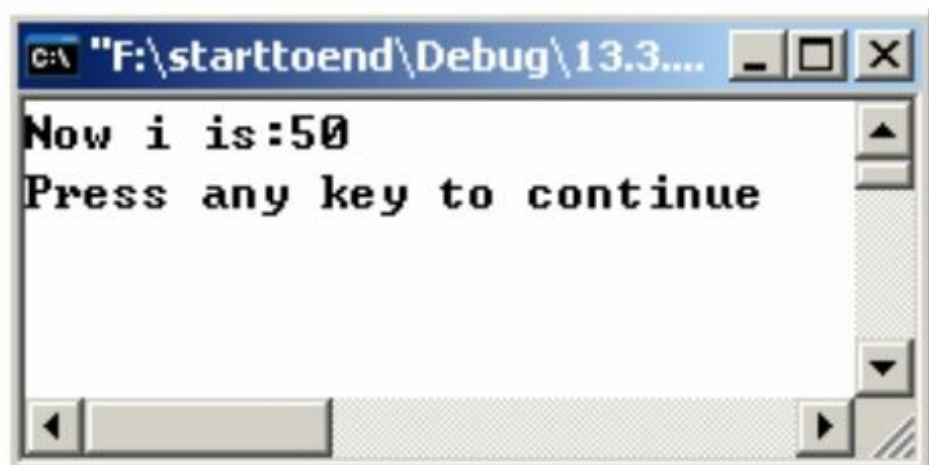 C:\ "F:\starttoend\Debug\13.3....
Now i is:50
Press any key to continue